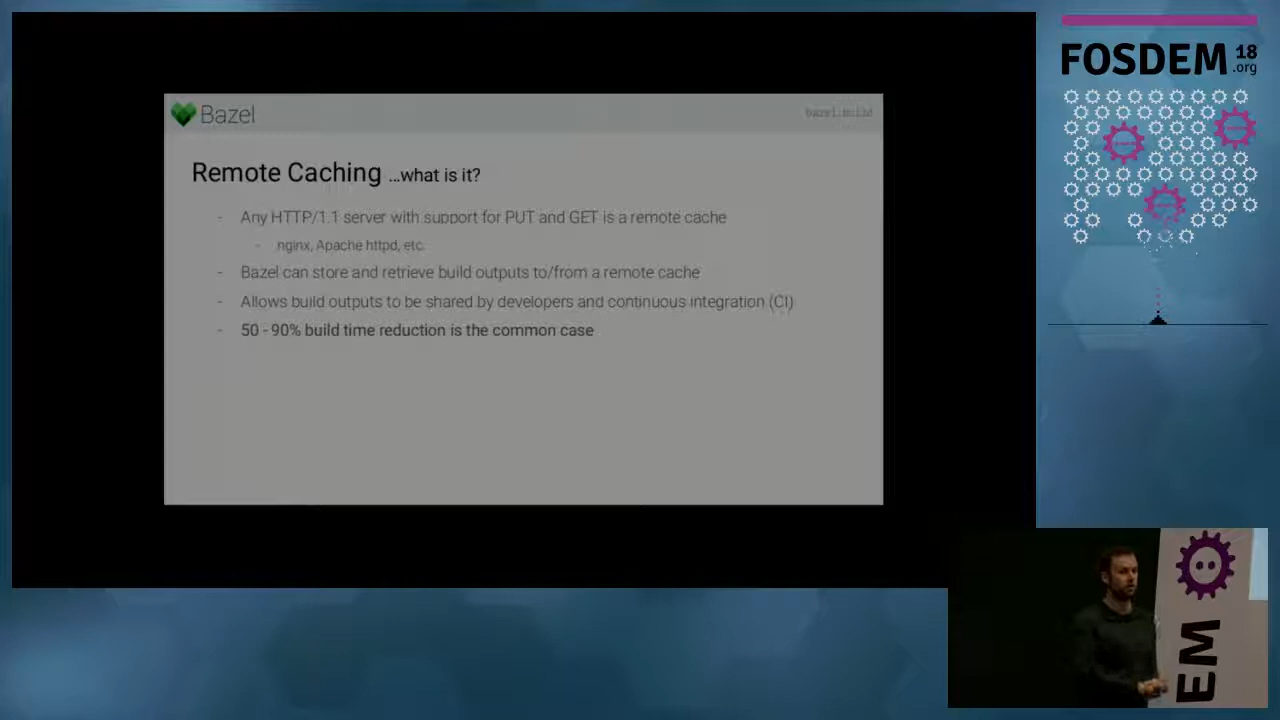 Bazel
bazel.build
Remote Caching ...what is it?
- Any HTTP/1.1 server with support for PUT and GET is a remote cache
- nginx, Apache httpd, etc.
- Bazel can store and retrieve build outputs to/from a remote cache
- Allows build outputs to be shared by developers and continuous integration (CI)
- 50 - 90% build time reduction is the common case
FOSDEM 18
.org
EM